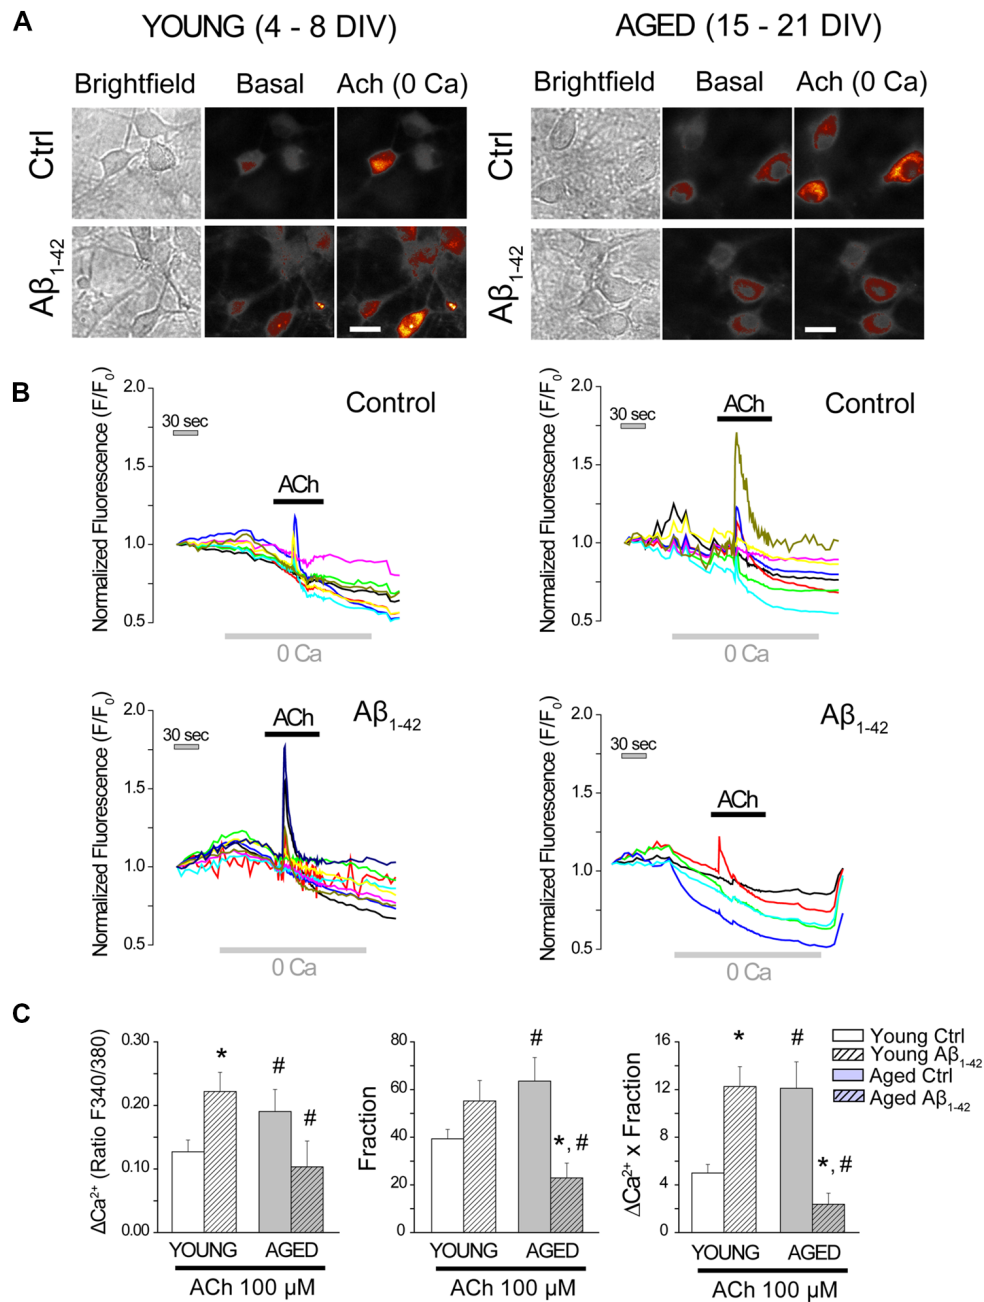 A
YOUNG (4 - 8 DIV)
AGED (15 - 21 DIV)
Brightfield Basal Ach (0 Ca)
Brightfield Basal Ach (0 Ca)
Ctrl
Ctrl
Aβ1-42
Aβ1-42
B
Normalized Fluorescence (F/F0)
2.0
1.5
1.0
0.5
30 sec
Control
ACh
0 Ca
Normalized Fluorescence (F/F0)
2.0
1.5
1.0
0.5
30 sec
ACh
Control
0 Ca
Normalized Fluorescence (F/F0)
2.0
1.5
1.0
0.5
30 sec
ACh
Aβ1-42
0 Ca
Normalized Fluorescence (F/F0)
2.0
1.5
1.0
0.5
30 sec
ACh
Aβ1-42
0 Ca
C
ΔCa2+ (Ratio F340/380)
0.30
0.20
0.10
0.00
*
#
#
YOUNG AGED
ACh 100 µM
Fraction
80
60
40
20
0
#
*, #
YOUNG AGED
ACh 100 µM
ΔCa2+ x Fraction
16
12
8
4
0
*
#
*, #
YOUNG AGED
ACh 100 µM
Young Ctrl
Young Aβ1-42
Aged Ctrl
Aged Aβ1-42